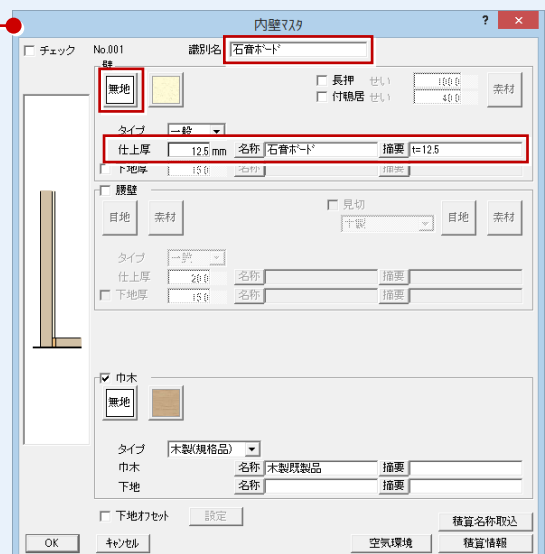 内壁マスタ ? ×
チェック No.001 識別名 石膏ボード
壁
無地 長押 せい 100.0 素材
付鴨居 せい 40.0
タイプ 一般
仕上厚 12.5 mm 名称 石膏ボード 摘要 t=12.5
下地厚 15.0 名称 摘要
腰壁
目地 素材 見切 目地 素材
木製
タイプ 一般
仕上厚 20.0 名称 摘要
下地厚 15.0 名称 摘要
巾木
無地
タイプ 木製(規格品)
巾木 名称 木製既製品 摘要
下地 名称 摘要
下地オフセット 設定
積算名称取込
OK キャンセル 空気環境 積算情報